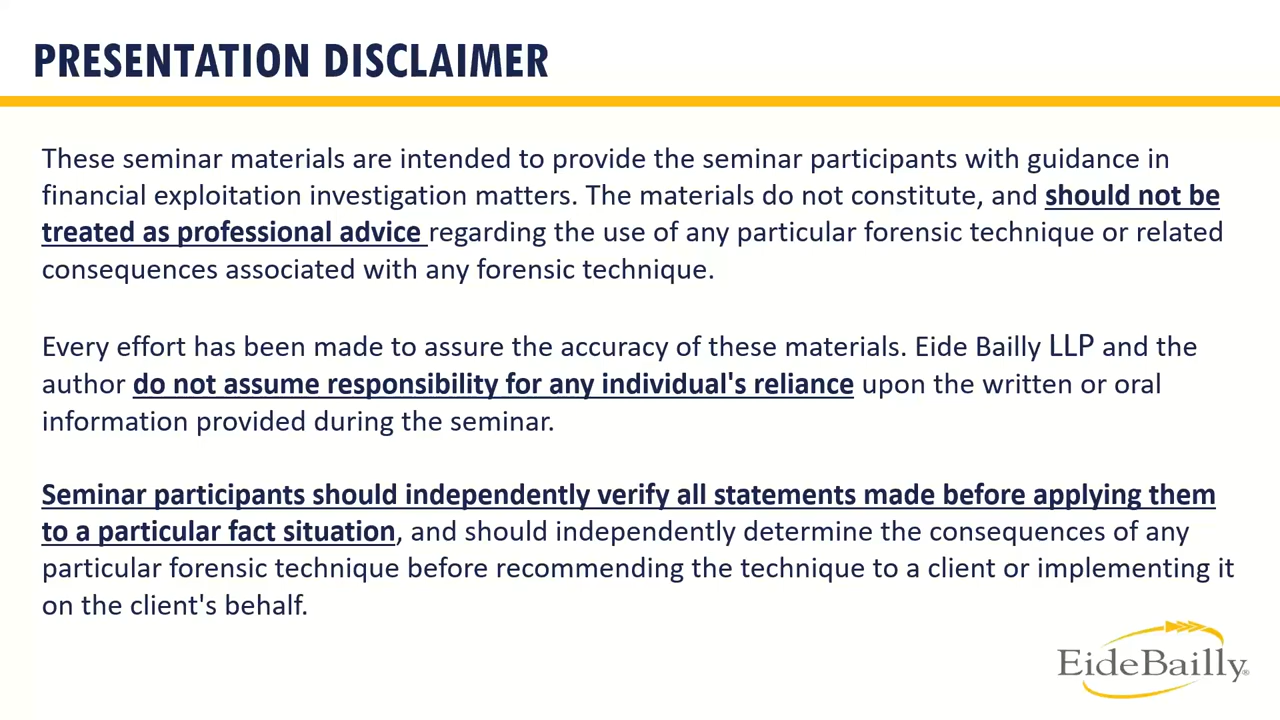 PRESENTATION DISCLAIMER
These seminar materials are intended to provide the seminar participants with guidance in
financial exploitation investigation matters. The materials do not constitute, and should not be
treated as professional advice regarding the use of any particular forensic technique or related
consequences associated with any forensic technique.
Every effort has been made to assure the accuracy of these materials. Eide Bailly LLP and the
author do not assume responsibility for any individual's reliance upon the written or oral
information provided during the seminar.
Seminar participants should independently verify all statements made before applying them
to a particular fact situation, and should independently determine the consequences of any
particular forensic technique before recommending the technique to a client or implementing it
on the client's behalf.
EideBailly®